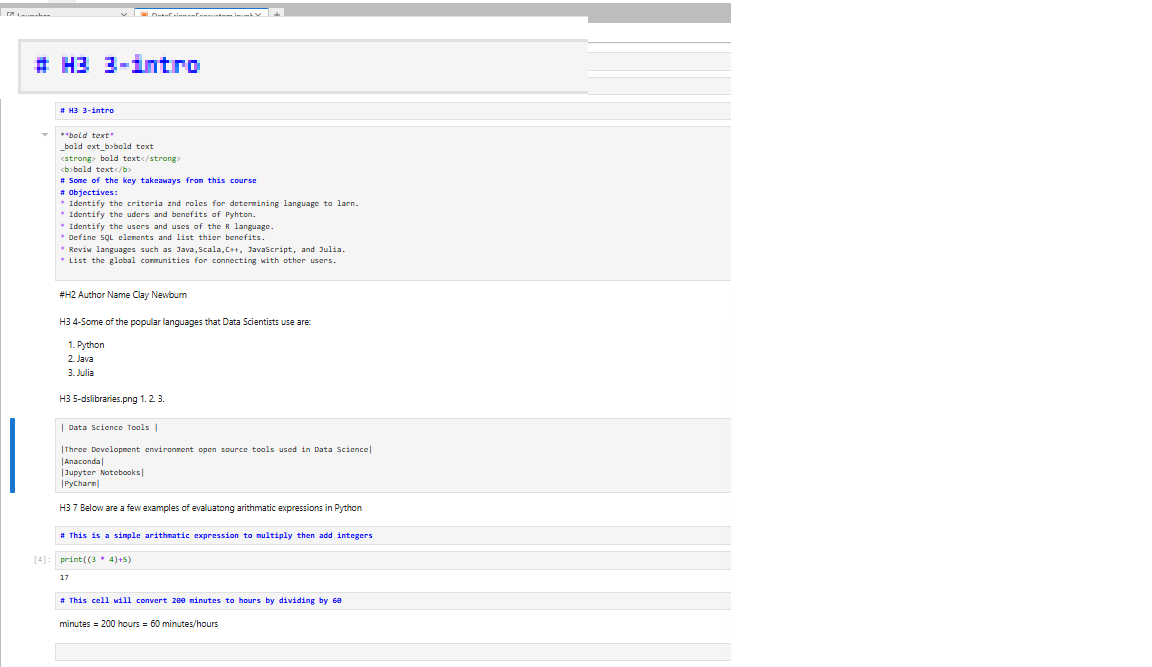 Launcher
DataScienceEcosystem.ipynb
# H3 3-intro
# H3 3-intro
**bold text*
_bold ext_b>bold text
<strong> bold text</strong>
<b>bold text</b>
# Some of the key takeaways from this course
# Objectives:
* Identify the criteria znd roles for determining language to larn.
* Identify the uders and benefits of Pyhton.
* Identify the users and uses of the R language.
* Define SQL elements and list thier benefits.
* Reviw languages such as Java,Scala,C++, JavaScript, and Julia.
* List the global communities for connecting with other users.
#H2 Author Name Clay Newburn
H3 4-Some of the popular languages that Data Scientists use are:
1. Python
2. Java
3. Julia
H3 5-dslibraries.png 1. 2. 3.
| Data Science Tools |
|Three Development environment open source tools used in Data Science|
|Anaconda|
|Jupyter Notebooks|
|PyCharm|
H3 7 Below are a few examples of evaluatong arithmatic expressions in Python
# This is a simple arithmatic expression to multiply then add integers
[4]: print((3 * 4)+5)
17
# This cell will convert 200 minutes to hours by dividing by 60
minutes = 200 hours = 60 minutes/hours